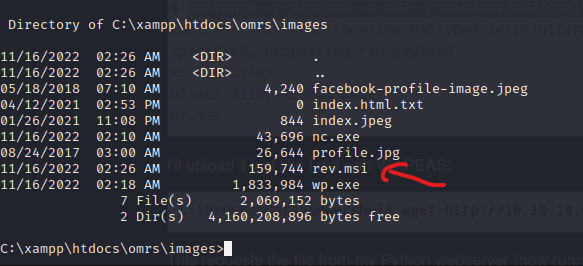 Directory of C:\xampp\htdocs\omrs\images
11/16/2022  02:26 AM    <DIR>          .
11/16/2022  02:26 AM    <DIR>          ..
05/18/2018  07:10 AM             4,240 facebook-profile-image.jpeg
04/12/2021  02:53 PM                 0 index.html.txt
01/26/2021  11:08 PM               844 index.jpeg
11/16/2022  02:10 AM            43,696 nc.exe
08/24/2017  03:00 AM            26,644 profile.jpg
11/16/2022  02:26 AM           159,744 rev.msi
11/16/2022  02:18 AM         1,833,984 wp.exe
               7 File(s)      2,069,152 bytes
               2 Dir(s)   4,160,208,896 bytes free
C:\xampp\htdocs\omrs\images>